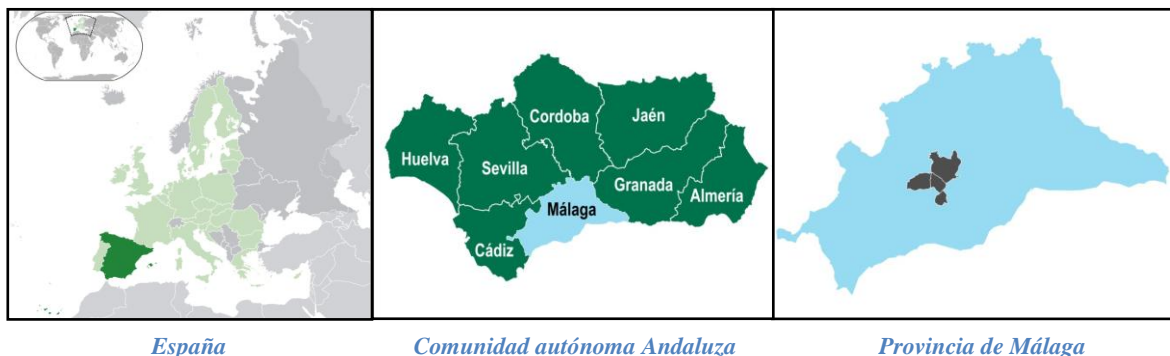 Cordoba
Jaén
Huelva
Sevilla
Granada
Almería
Málaga
Cádiz
España
Comunidad autónoma Andaluza
Provincia de Málaga